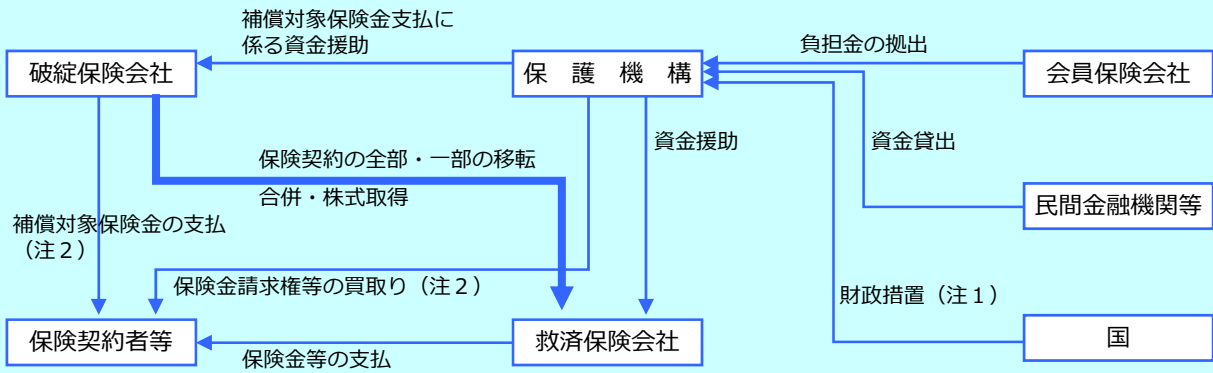 補償対象保険金支払に
係る資金援助
負担金の拠出
破綻保険会社
保護機構
会員保険会社
資金援助
資金貸出
保険契約の全部・一部の移転
合併・株式取得
民間金融機関等
補償対象保険金の支払
（注２）
保険金請求権等の買取り（注２）
財政措置（注１）
保険契約者等
救済保険会社
国
保険金等の支払